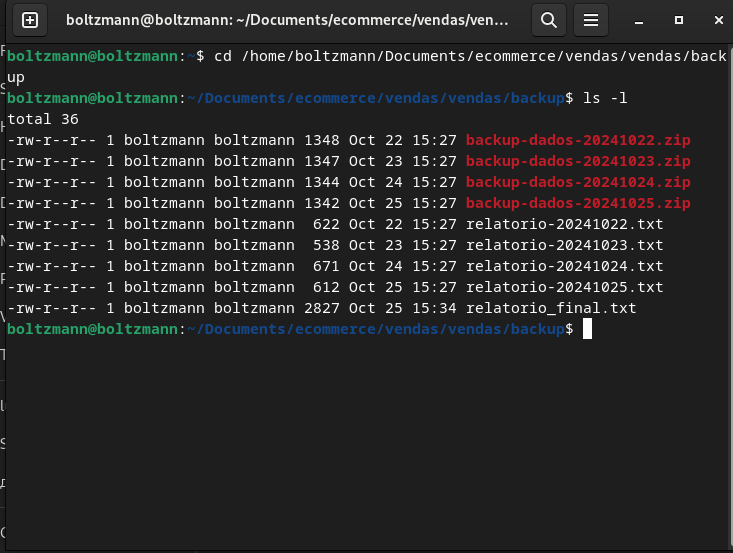 boltzmann@boltzmann: ~/Documents/ecommerce/vendas/ven...
boltzmann@boltzmann:~$ cd /home/boltzmann/Documents/ecommerce/vendas/vendas/back
up
boltzmann@boltzmann:~/Documents/ecommerce/vendas/vendas/backup$ ls -l
total 36
-rw-r--r-- 1 boltzmann boltzmann 1348 Oct 22 15:27 backup-dados-20241022.zip
-rw-r--r-- 1 boltzmann boltzmann 1347 Oct 23 15:27 backup-dados-20241023.zip
-rw-r--r-- 1 boltzmann boltzmann 1344 Oct 24 15:27 backup-dados-20241024.zip
-rw-r--r-- 1 boltzmann boltzmann 1342 Oct 25 15:27 backup-dados-20241025.zip
-rw-r--r-- 1 boltzmann boltzmann  622 Oct 22 15:27 relatorio-20241022.txt
-rw-r--r-- 1 boltzmann boltzmann  538 Oct 23 15:27 relatorio-20241023.txt
-rw-r--r-- 1 boltzmann boltzmann  671 Oct 24 15:27 relatorio-20241024.txt
-rw-r--r-- 1 boltzmann boltzmann  612 Oct 25 15:27 relatorio-20241025.txt
-rw-r--r-- 1 boltzmann boltzmann 2827 Oct 25 15:34 relatorio_final.txt
boltzmann@boltzmann:~/Documents/ecommerce/vendas/vendas/backup$